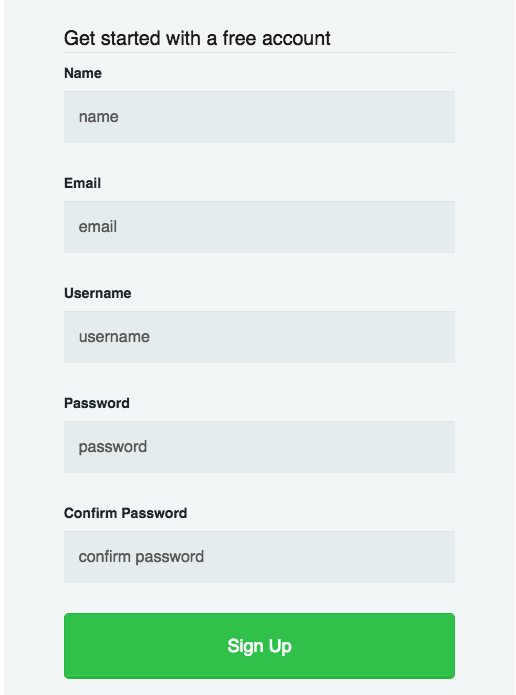 Get started with a free account
Name
name
Email
email
Username
username
Password
password
Confirm Password
confirm password
Sign Up